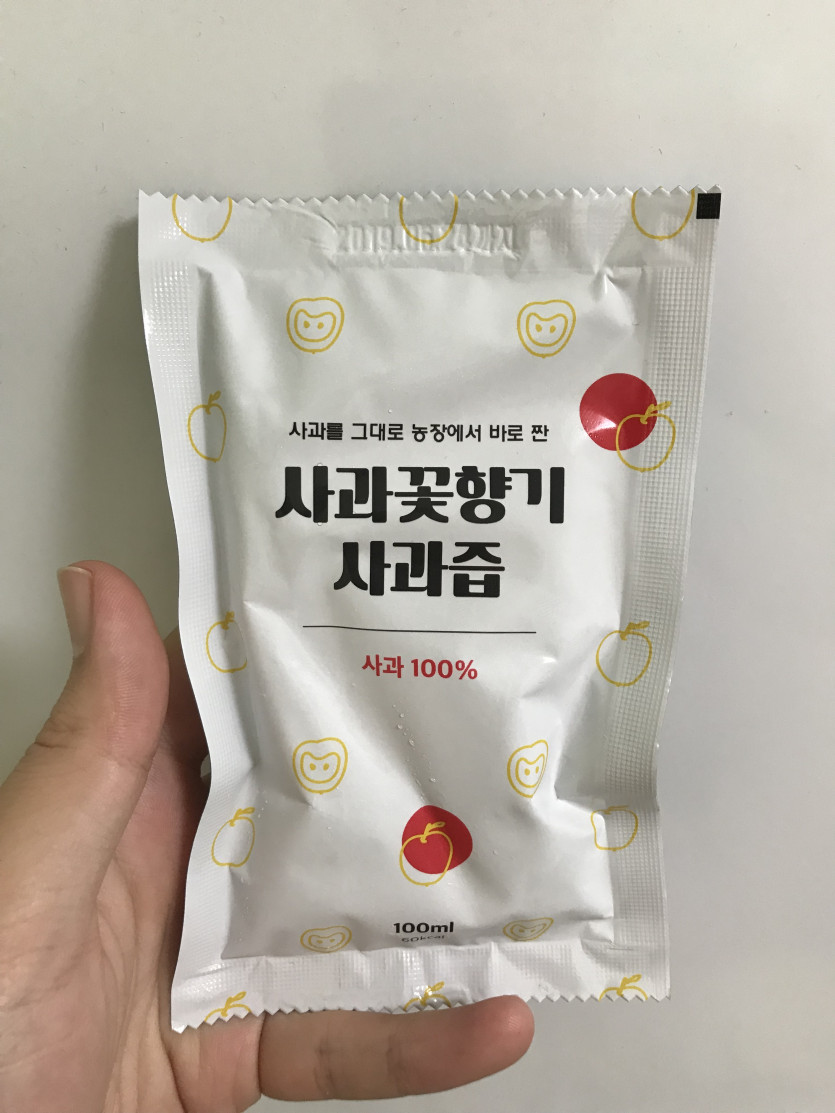 사과를 그대로 농장에서 바로 짠
사과꽃향기
사과즙
사과 100%
100ml
60kcal